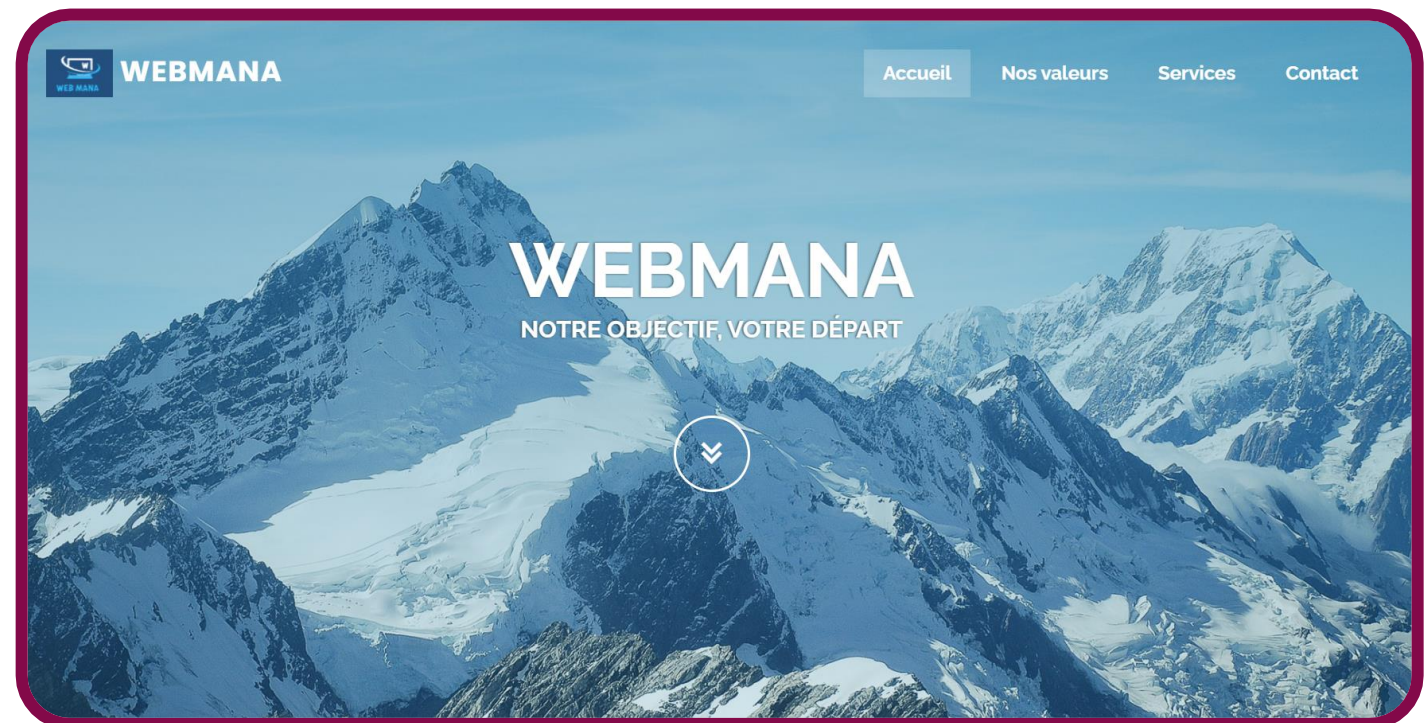 WEB MANA
WEBMANA
Accueil
Nos valeurs
Services
Contact
WEBMANA
NOTRE OBJECTIF, VOTRE DÉPART